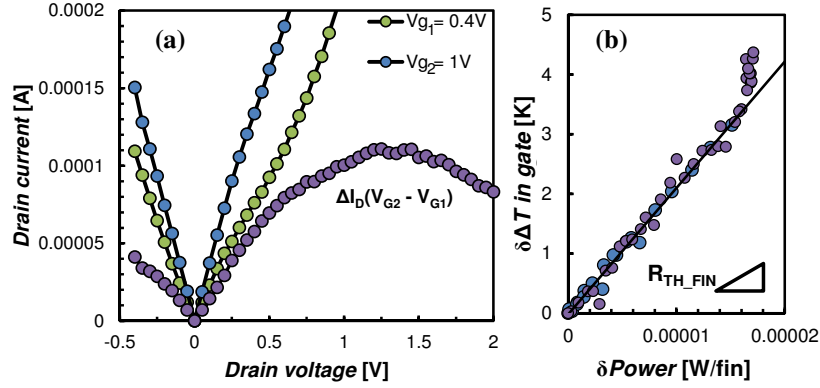 0.0002
0.00015
0.0001
0.00005
0
Drain current [A]
(a)
Vg1= 0.4V
Vg2= 1V
ΔID(VG2 - VG1)
-0.5
0
0.5
1
1.5
2
Drain voltage [V]
(b)
5
4
3
2
1
0
δΔT in gate [K]
RTH_FIN
0
0.00001
0.00002
δPower [W/fin]